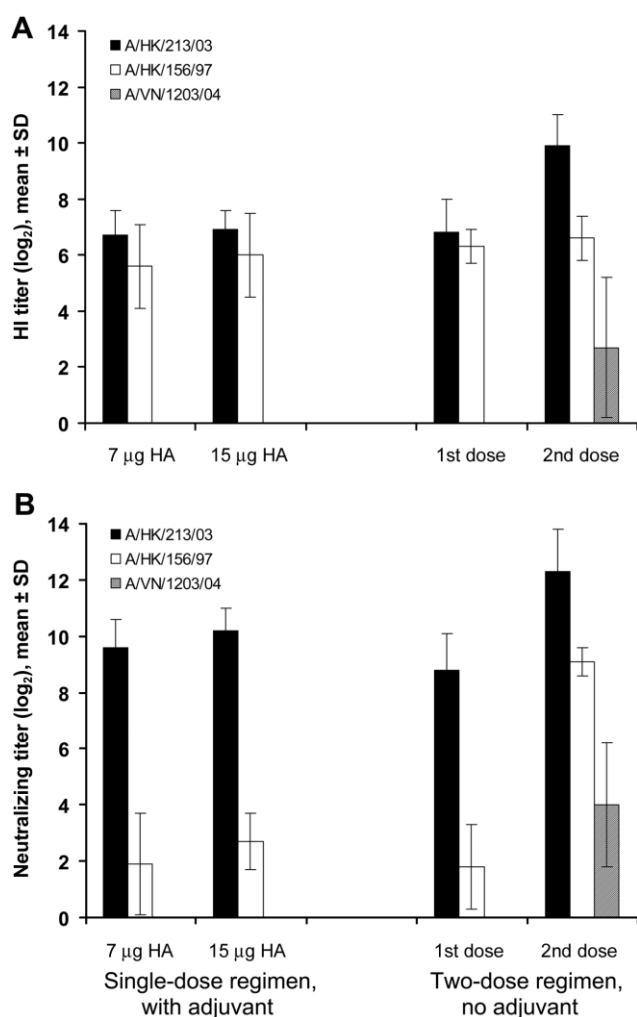 A
HI titer (log₂), mean ± SD
14
12
10
8
6
4
2
0
A/HK/213/03
A/HK/156/97
A/VN/1203/04
7 µg HA
15 µg HA
1st dose
2nd dose
B
Neutralizing titer (log₂), mean ± SD
14
12
10
8
6
4
2
0
A/HK/213/03
A/HK/156/97
A/VN/1203/04
7 µg HA
15 µg HA
1st dose
2nd dose
Single-dose regimen,
with adjuvant
Two-dose regimen,
no adjuvant